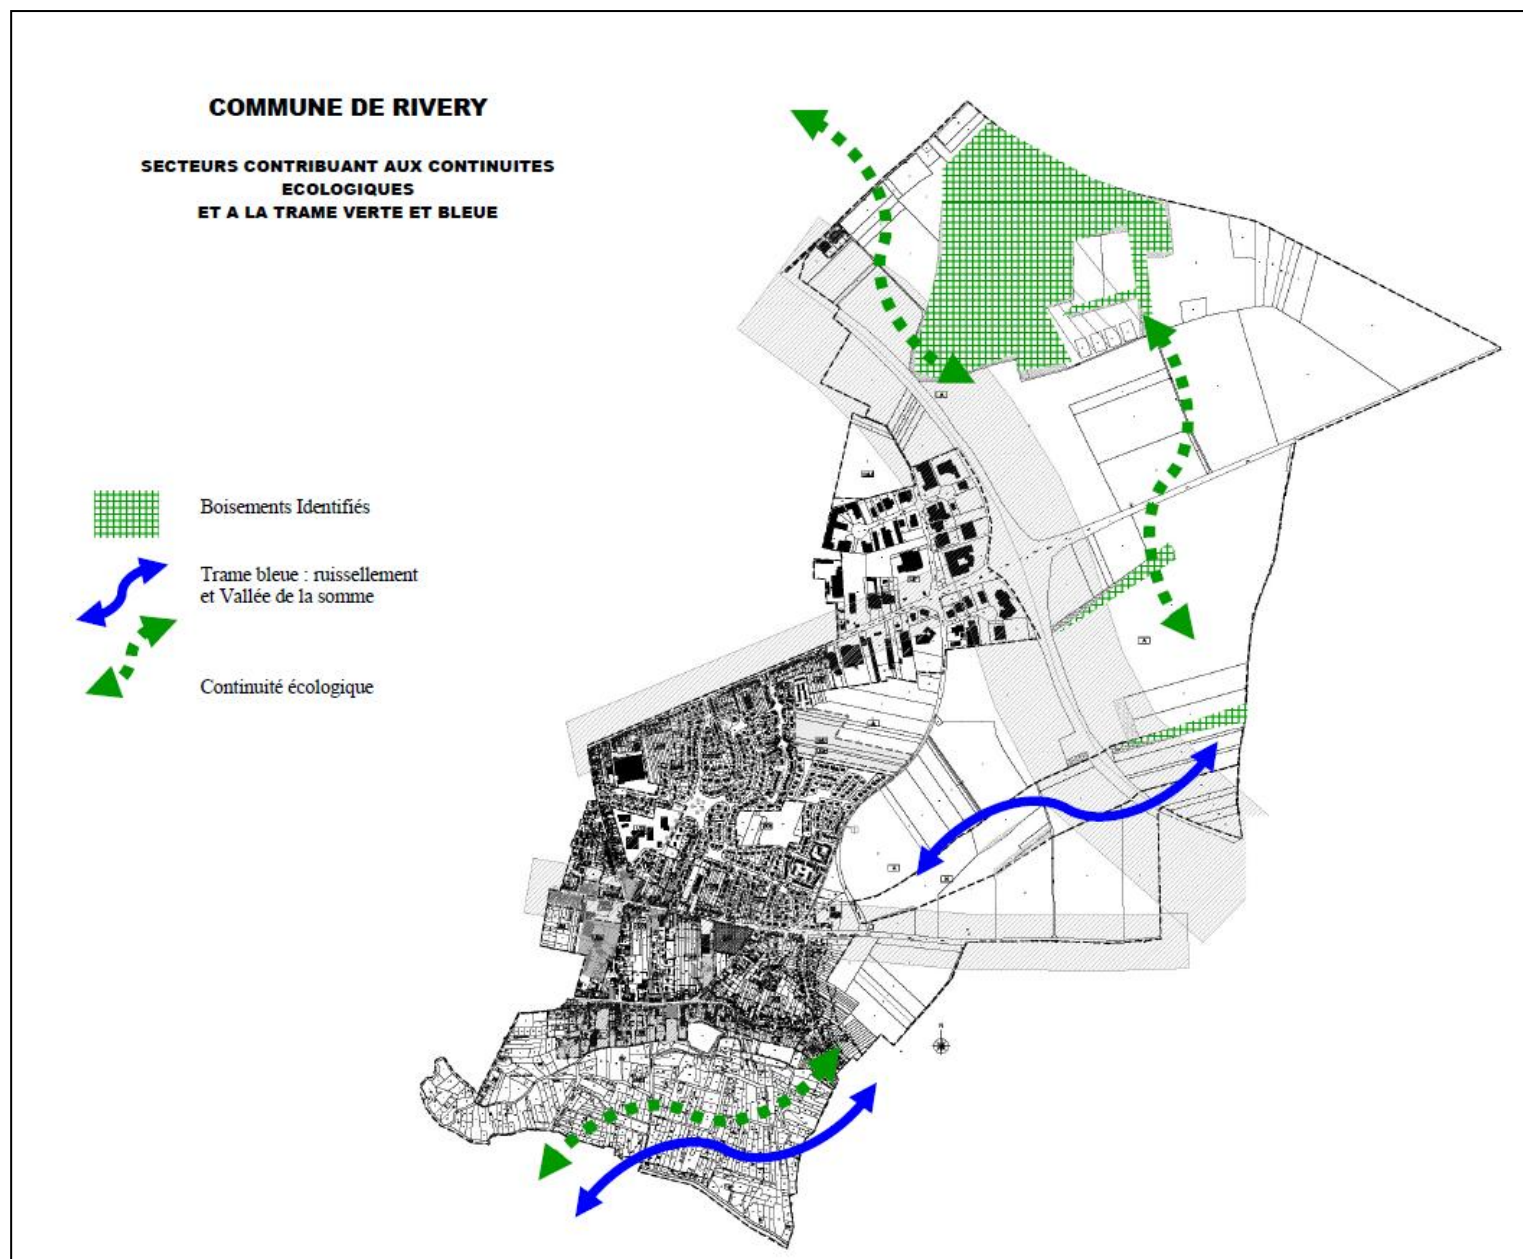 COMMUNE DE RIVERY
SECTEURS CONTRIBUANT AUX CONTINUITES
ECOLOGIQUES
ET A LA TRAME VERTE ET BLEUE
Boisements Identifiés
Trame bleue : ruissellement
et Vallée de la somme
Continuité écologique
A
A
N